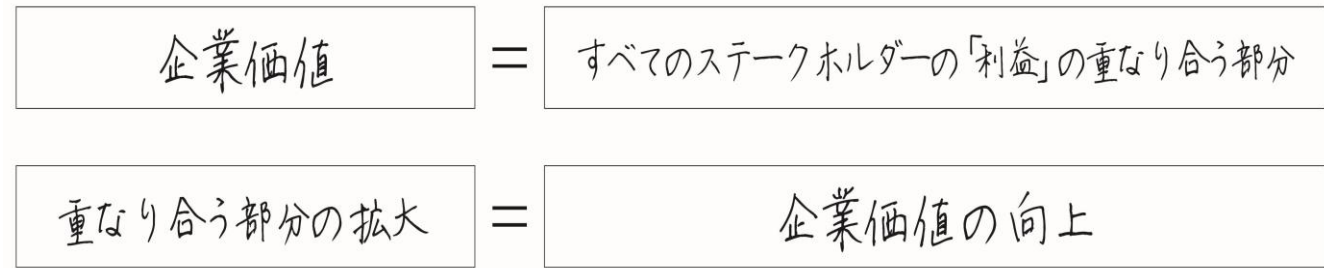 企業価値 = すべてのステークホルダーの「利益」の重なり合う部分
重なり合う部分の拡大 = 企業価値の向上